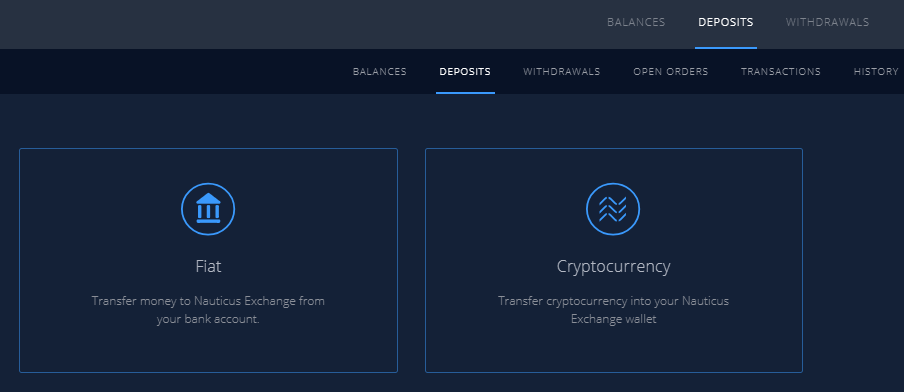 BALANCES DEPOSITS WITHDRAWALS
BALANCES DEPOSITS WITHDRAWALS OPEN ORDERS TRANSACTIONS HISTORY
Fiat
Transfer money to Nauticus Exchange from
your bank account.
Cryptocurrency
Transfer cryptocurrency into your Nauticus
Exchange wallet